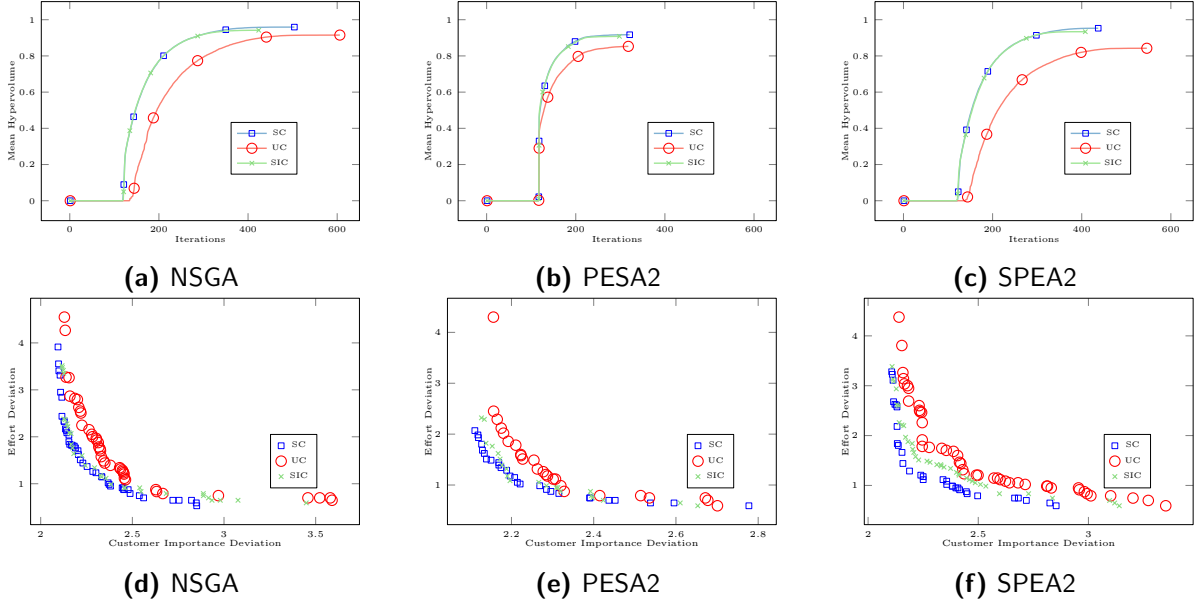 1
0.8
0.6
0.4
0.2
0
Mean Hypervolume
SC
UC
SIC
0 200 400 600
Iterations
(a) NSGA
1
0.8
0.6
0.4
0.2
0
Mean Hypervolume
SC
UC
SIC
0 200 400 600
Iterations
(b) PESA2
1
0.8
0.6
0.4
0.2
0
Mean Hypervolume
SC
UC
SIC
0 200 400 600
Iterations
(c) SPEA2
4
3
2
1
Effort Deviation
SC
UC
SIC
2 2.5 3 3.5
Customer Importance Deviation
(d) NSGA
4
3
2
1
Effort Deviation
SC
UC
SIC
2.2 2.4 2.6 2.8
Customer Importance Deviation
(e) PESA2
4
3
2
1
Effort Deviation
SC
UC
SIC
2 2.5 3
Customer Importance Deviation
(f) SPEA2